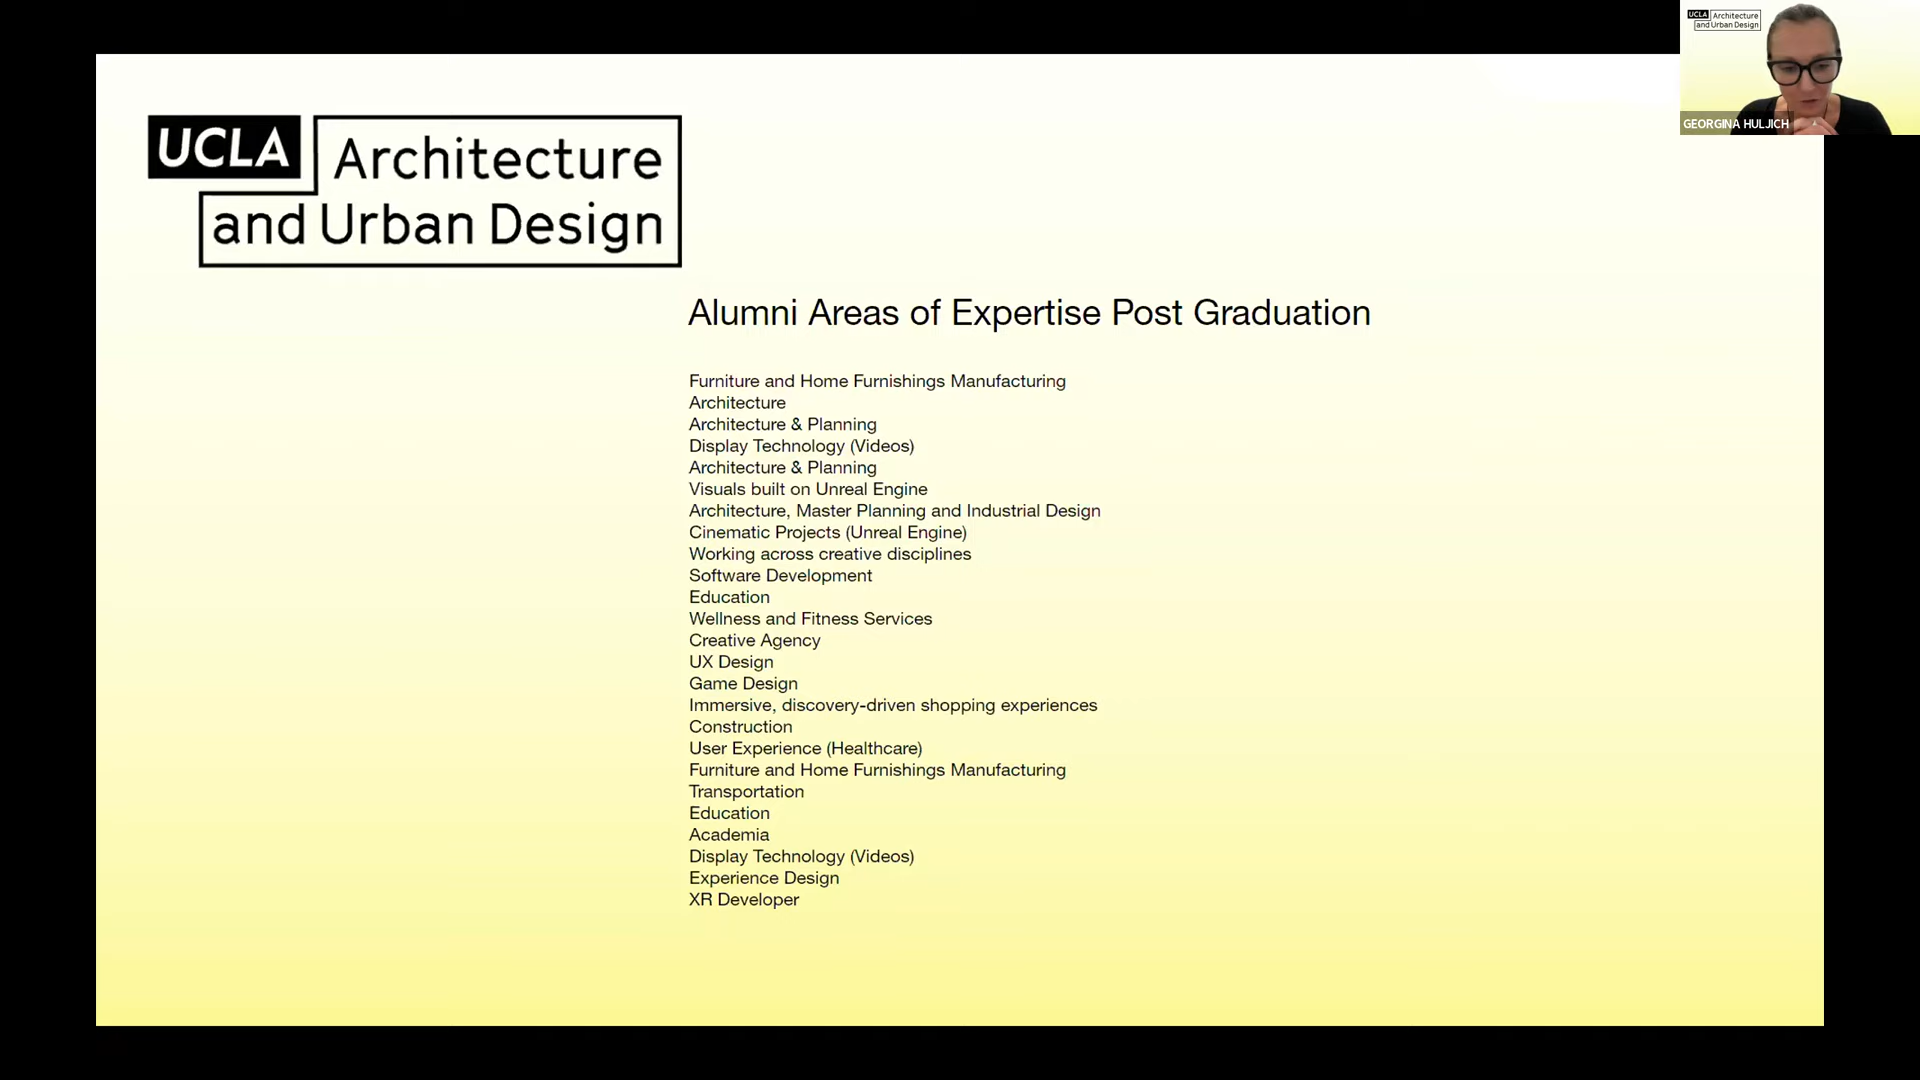 UCLA Architecture
and Urban Design
UCLA Architecture
and Urban Design
GEORGINA HULJICH
Alumni Areas of Expertise Post Graduation
Furniture and Home Furnishings Manufacturing
Architecture
Architecture & Planning
Display Technology (Videos)
Architecture & Planning
Visuals built on Unreal Engine
Architecture, Master Planning and Industrial Design
Cinematic Projects (Unreal Engine)
Working across creative disciplines
Software Development
Education
Wellness and Fitness Services
Creative Agency
UX Design
Game Design
Immersive, discovery-driven shopping experiences
Construction
User Experience (Healthcare)
Furniture and Home Furnishings Manufacturing
Transportation
Education
Academia
Display Technology (Videos)
Experience Design
XR Developer